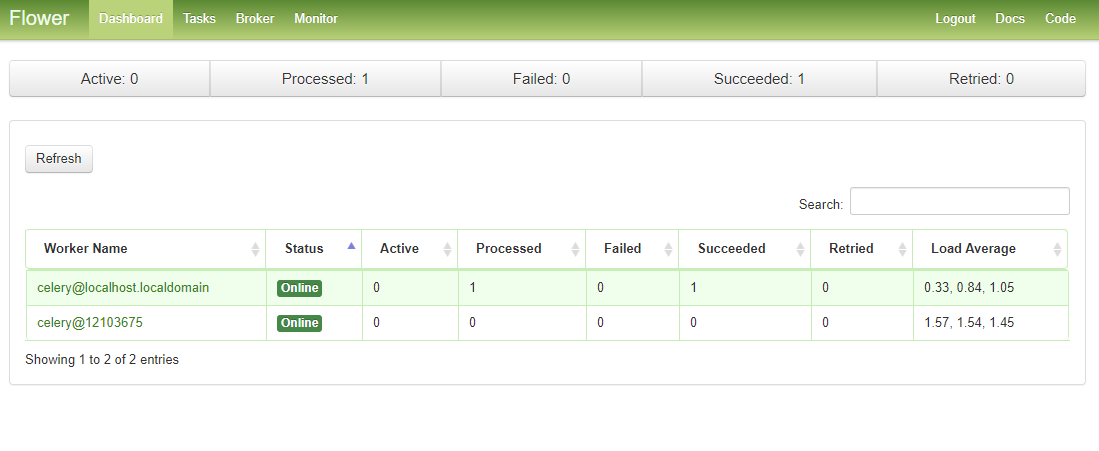 Flower Dashboard Tasks Broker Monitor Logout Docs Code
Active: 0 Processed: 1 Failed: 0 Succeeded: 1 Retried: 0
Refresh
Search:
Worker Name Status Active Processed Failed Succeeded Retried Load Average
celery@localhost.localdomain Online 0 1 0 1 0 0.33, 0.84, 1.05
celery@12103675 Online 0 0 0 0 0 1.57, 1.54, 1.45
Showing 1 to 2 of 2 entries